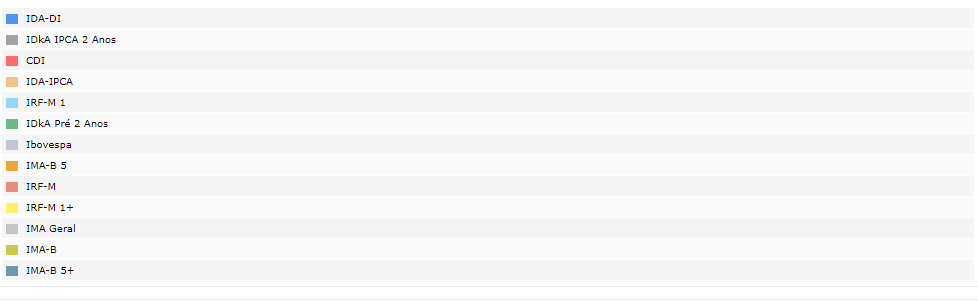 IDA-DI
IDkA IPCA 2 Anos
CDI
IDA-IPCA
IRF-M 1
IDkA Pré 2 Anos
Ibovespa
IMA-B 5
IRF-M
IRF-M 1+
IMA Geral
IMA-B
IMA-B 5+